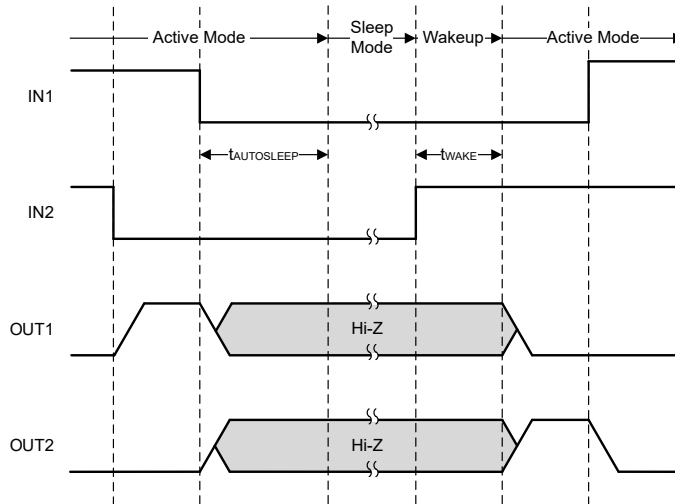 Active Mode
Sleep
Mode
Wakeup
Active Mode
IN1
tAUTOSLEEP
tWAKE
IN2
OUT1
Hi-Z
OUT2
Hi-Z